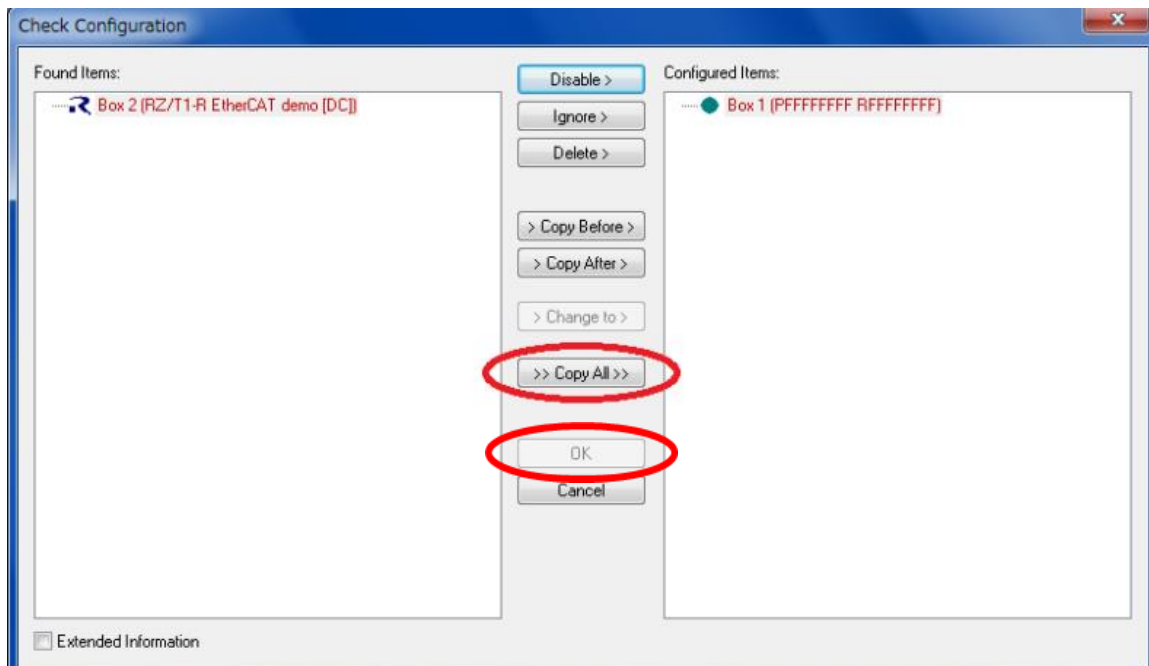 Check Configuration
Found Items:
Box 2 (RZ/T1-R EtherCAT demo [DC])
Disable >
Ignore >
Delete >
> Copy Before >
> Copy After >
> Change to >
>> Copy All >>
OK
Cancel
Configured Items:
Box 1 (PFFFFFFFF RFFFFFFFF)
Extended Information